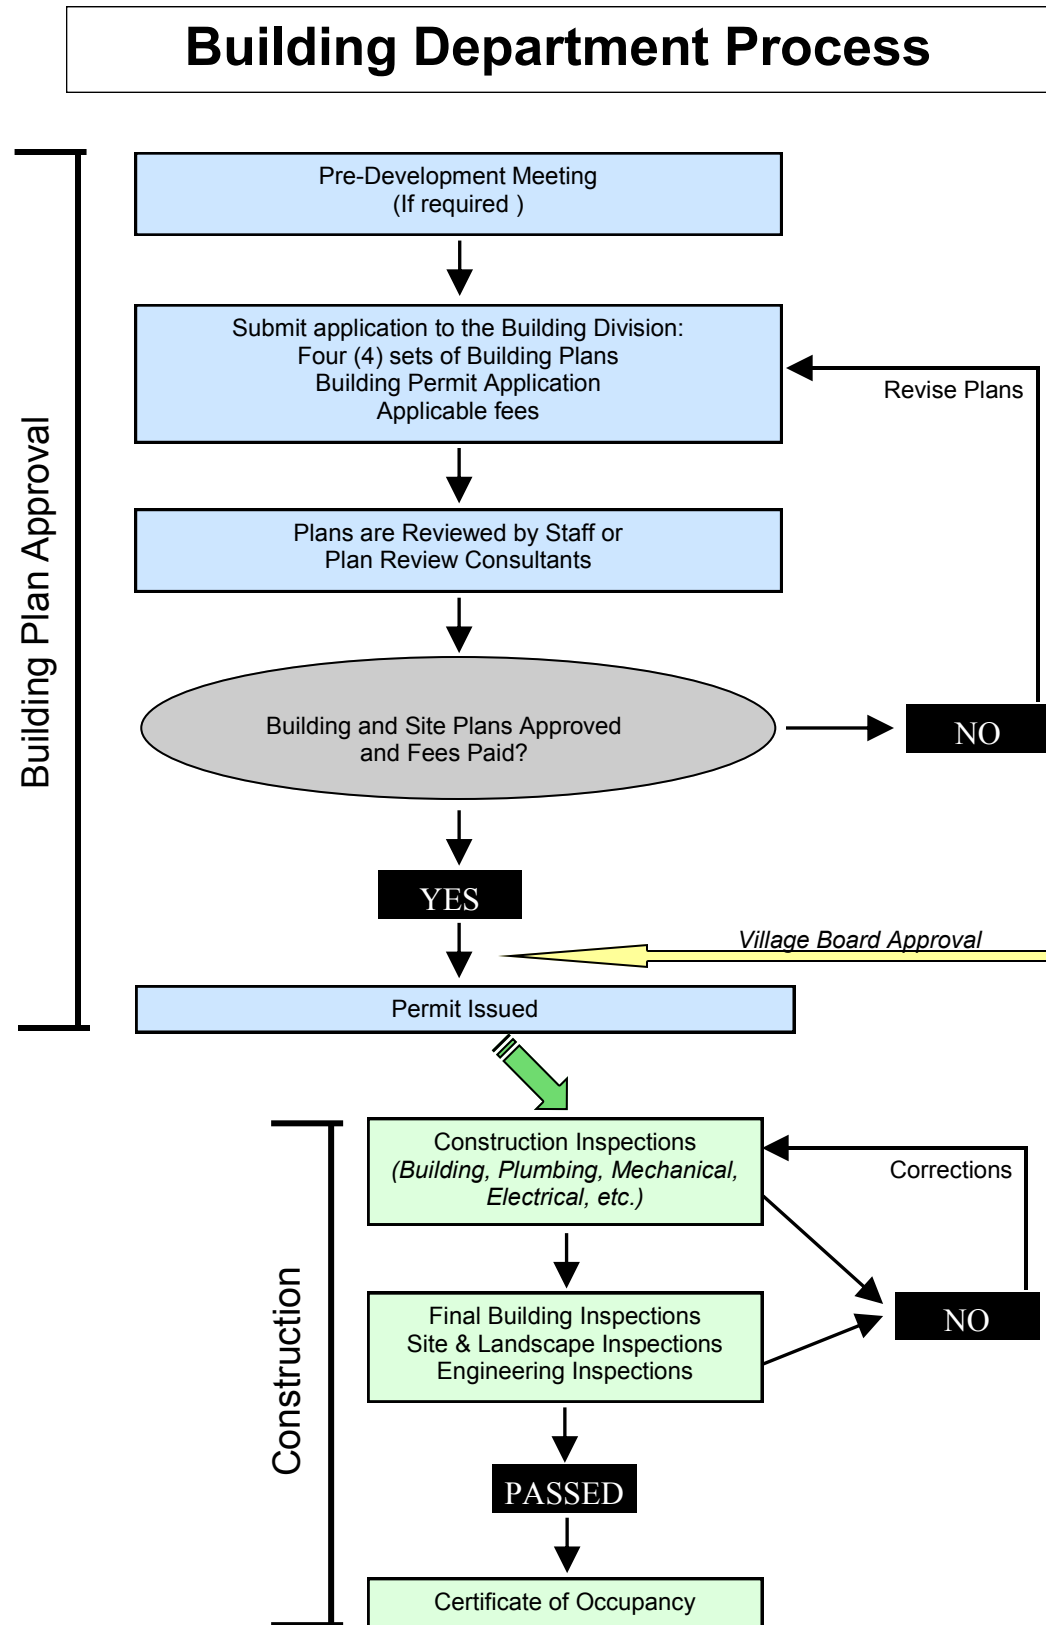 Building Department Process
Building Plan Approval
Pre-Development Meeting
(If required )
Submit application to the Building Division:
Four (4) sets of Building Plans
Building Permit Application
Applicable fees
Revise Plans
Plans are Reviewed by Staff or
Plan Review Consultants
Building and Site Plans Approved
and Fees Paid?
NO
YES
Village Board Approval
Permit Issued
Construction
Construction Inspections
(Building, Plumbing, Mechanical,
Electrical, etc.)
Corrections
Final Building Inspections
Site & Landscape Inspections
Engineering Inspections
NO
PASSED
Certificate of Occupancy